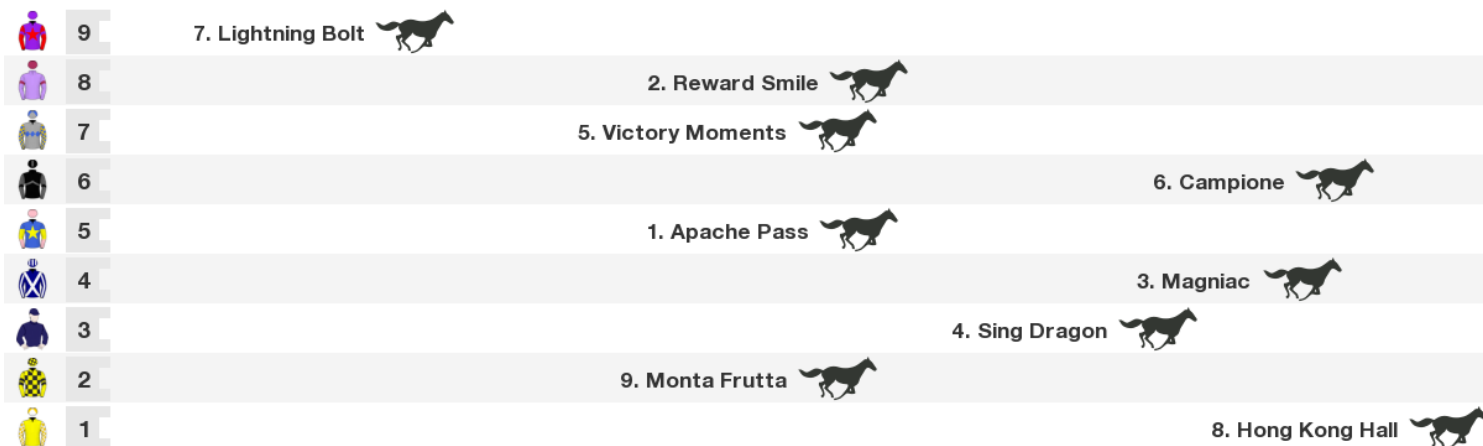 9 7. Lightning Bolt
8 2. Reward Smile
7 5. Victory Moments
6 6. Campione
5 1. Apache Pass
4 3. Magniac
3 4. Sing Dragon
2 9. Monta Frutta
1 8. Hong Kong Hall